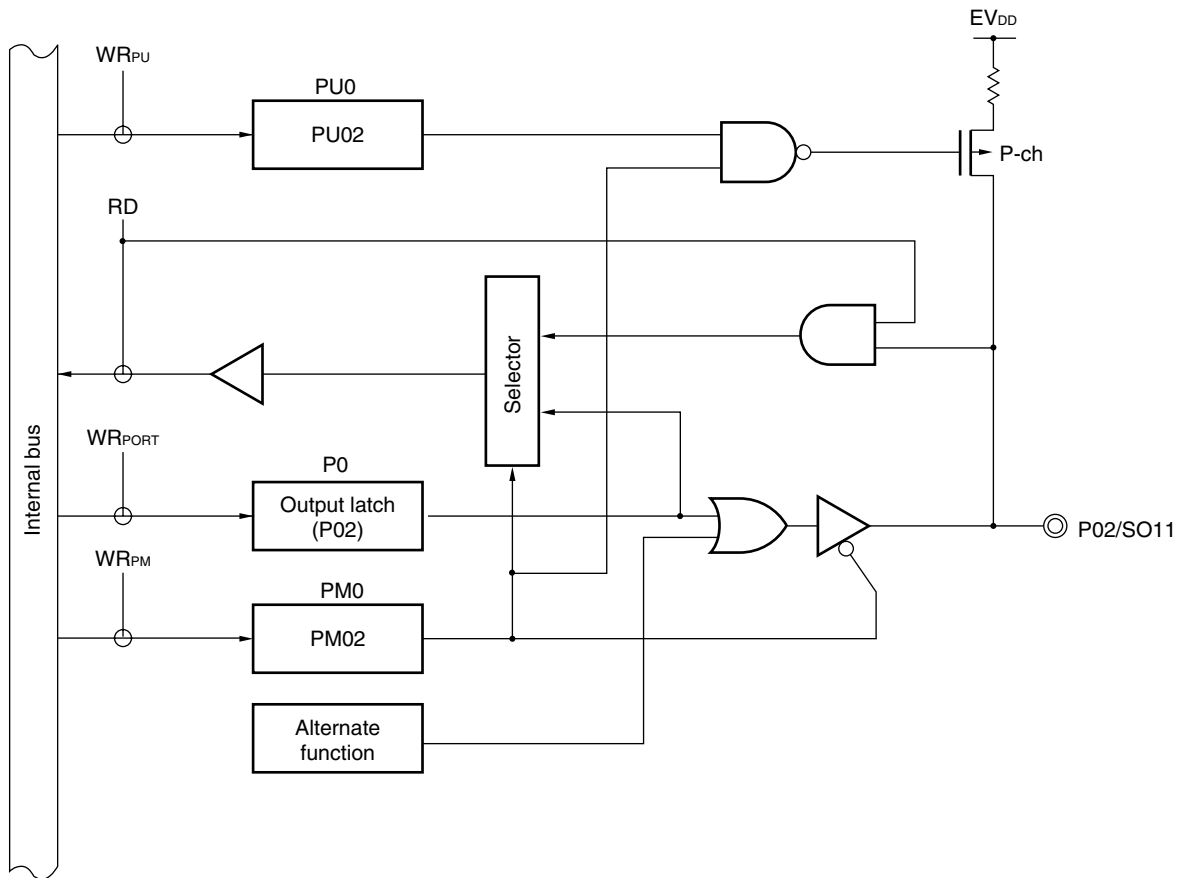 EVDD
WRPU
PU0
PU02
P-ch
RD
Selector
Internal bus
WRPORT
P0
Output latch
(P02)
P02/SO11
WRPM
PM0
PM02
Alternate
function